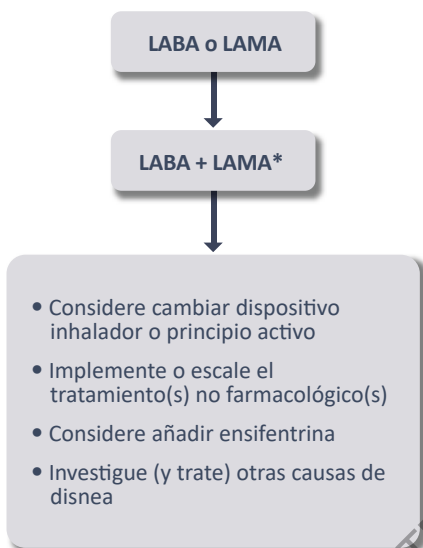 LABA o LAMA
LABA + LAMA*
• Considere cambiar dispositivo
inhalador o principio activo
• Implemente o escale el
tratamiento(s) no farmacológico(s)
• Considere añadir ensifentrina
• Investigue (y trate) otras causas de
disnea